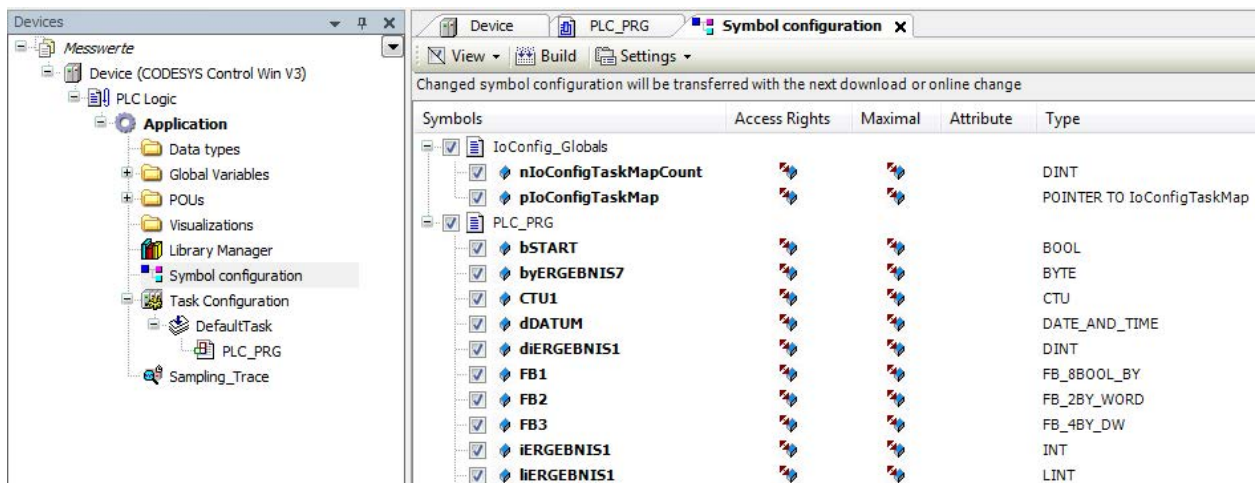 Devices
Messwerte
Device (CODESYS Control Win V3)
PLC Logic
Application
Data types
Global Variables
POUs
Visualizations
Library Manager
Symbol configuration
Task Configuration
DefaultTask
PLC_PRG
Sampling_Trace
Device PLC_PRG Symbol configuration X
View Build Settings
Changed symbol configuration will be transferred with the next download or online change
Symbols Access Rights Maximal Attribute Type
IoConfig_Globals
nIoConfigTaskMapCount DINT
pIoConfigTaskMap POINTER TO IoConfigTaskMap
PLC_PRG
bSTART BOOL
byERGEBNIS7 BYTE
CTU1 CTU
dDATUM DATE_AND_TIME
diERGEBNIS1 DINT
FB1 FB_8BOOL_BY
FB2 FB_2BY_WORD
FB3 FB_4BY_DW
iERGEBNIS1 INT
liERGEBNIS1 LINT